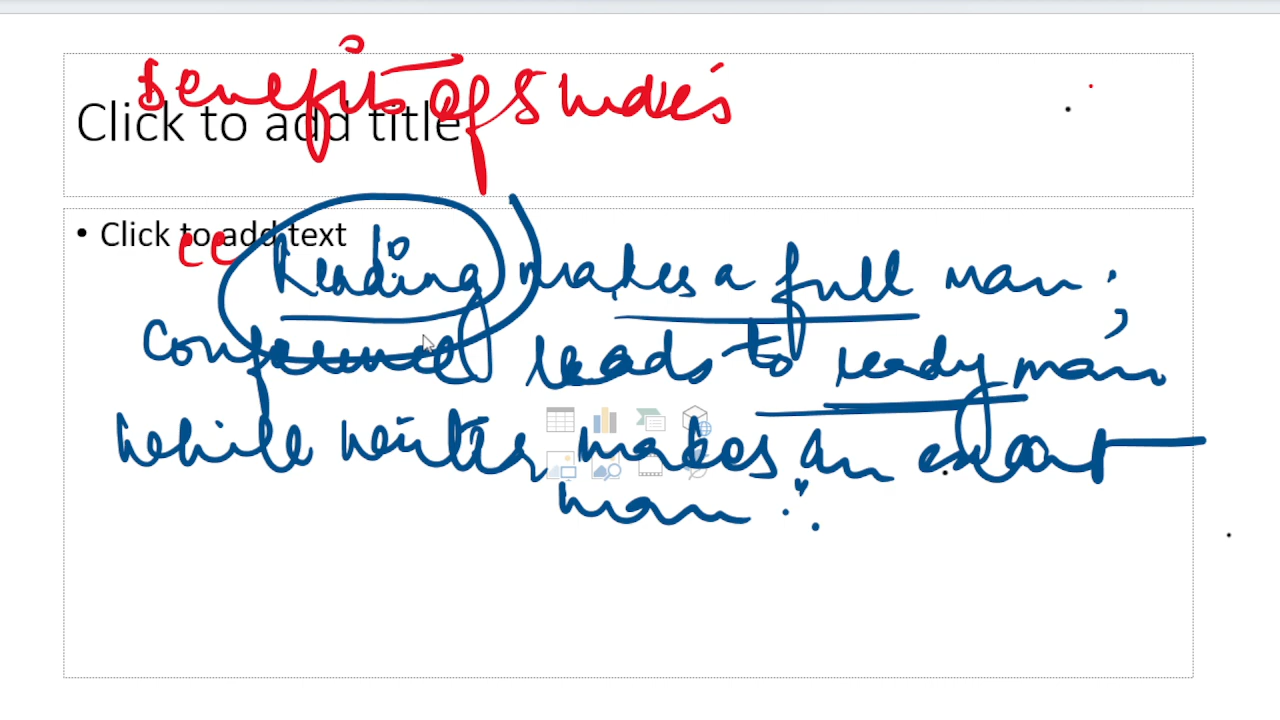 Benefits of Studies
Click to add title
• Click to add text
“ Reading makes a full man ;
Conference leads to ready man
while writer makes an exact
man."